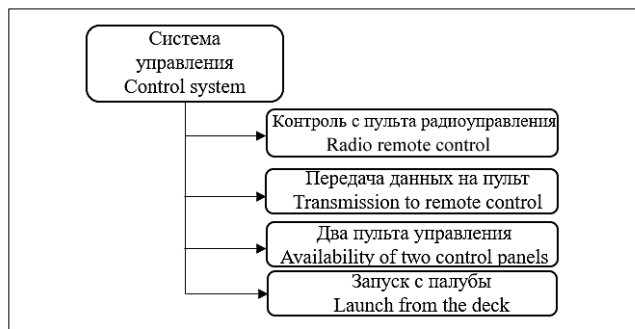 Система
управления
Control system
Контроль с пульта радиоуправления
Radio remote control
Передача данных на пульт
Transmission to remote control
Два пульта управления
Availability of two control panels
Запуск с палубы
Launch from the deck